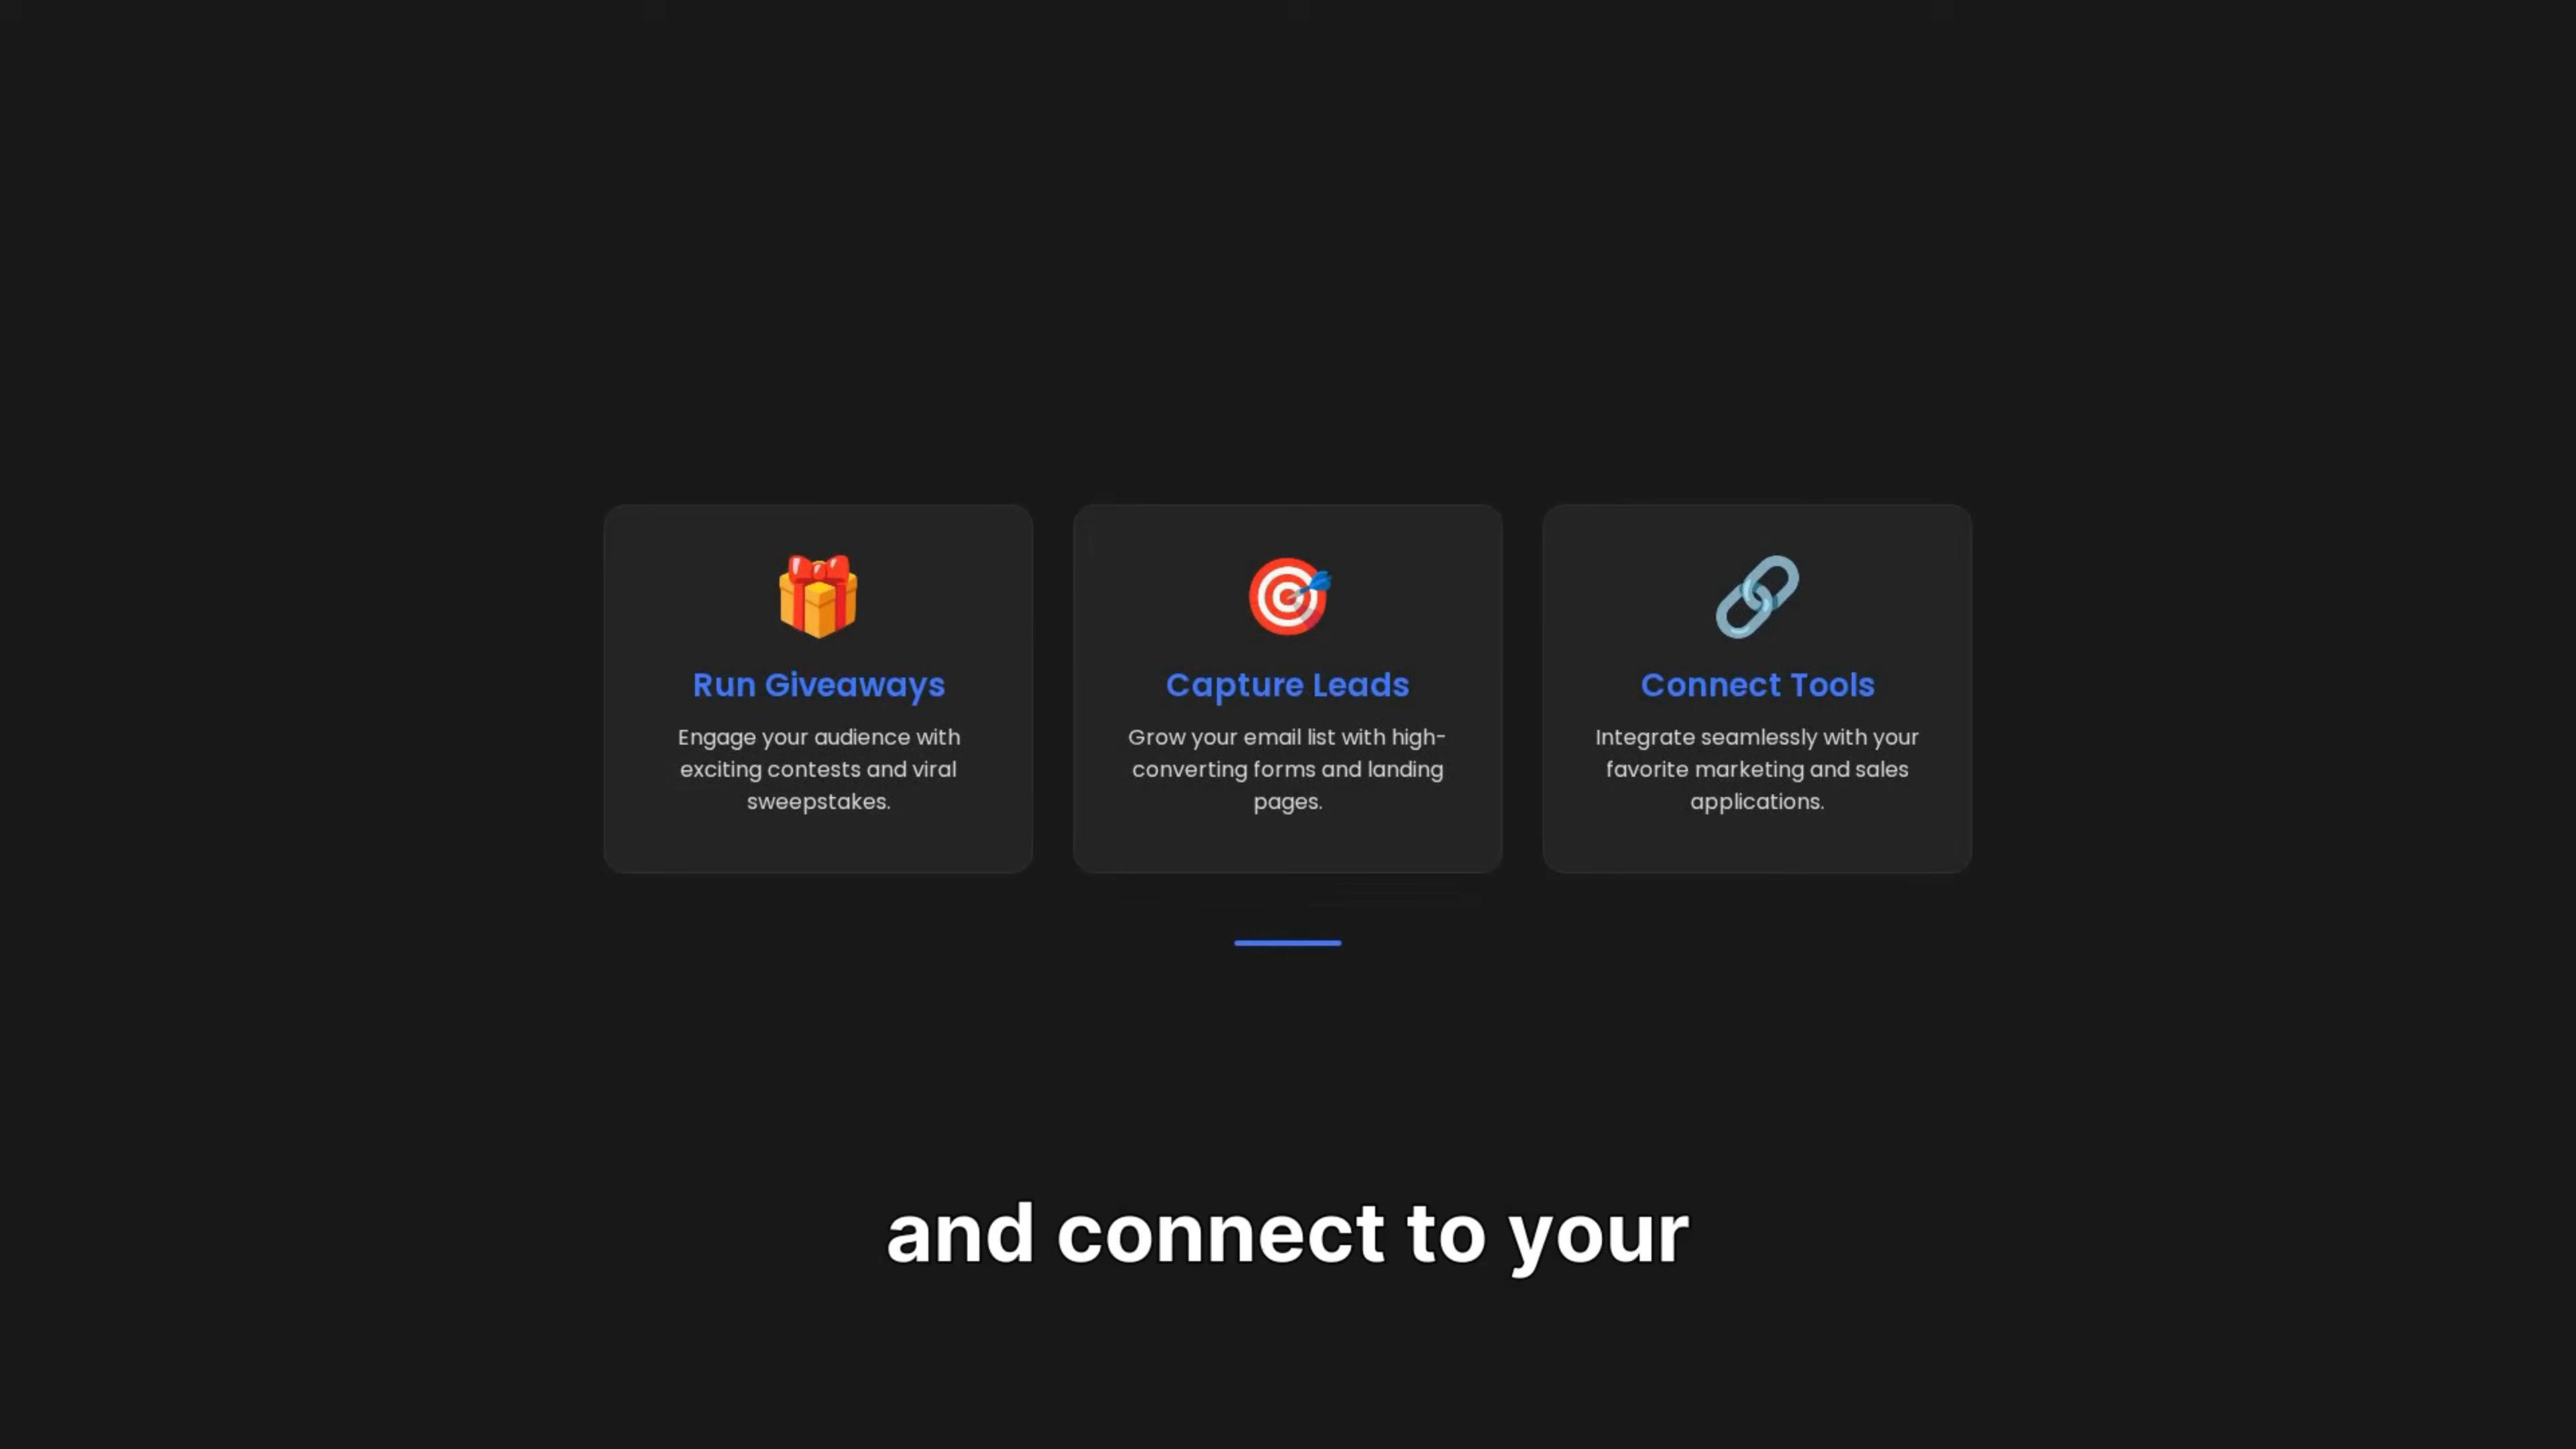 Run Giveaways
Engage your audience with
exciting contests and viral
sweepstakes.
Capture Leads
Grow your email list with high-
converting forms and landing
pages.
Connect Tools
Integrate seamlessly with your
favorite marketing and sales
applications.
and connect to your